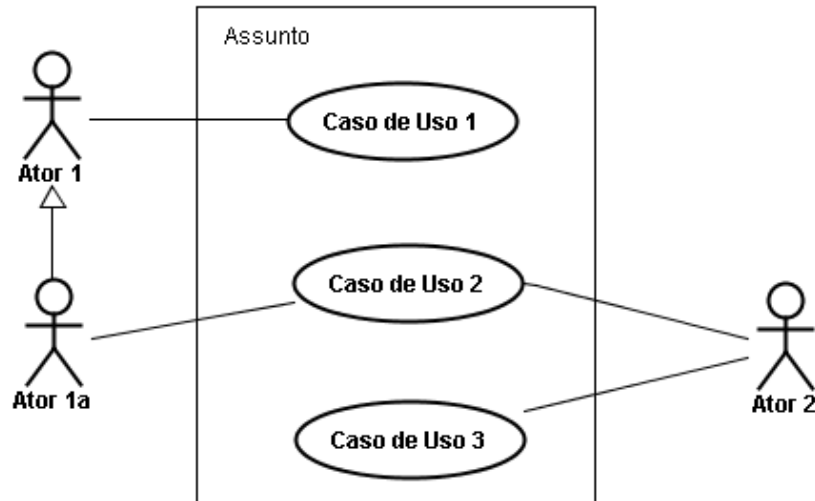 Assunto
Caso de Uso 1
Ator 1
Caso de Uso 2
Ator 1a
Ator 2
Caso de Uso 3